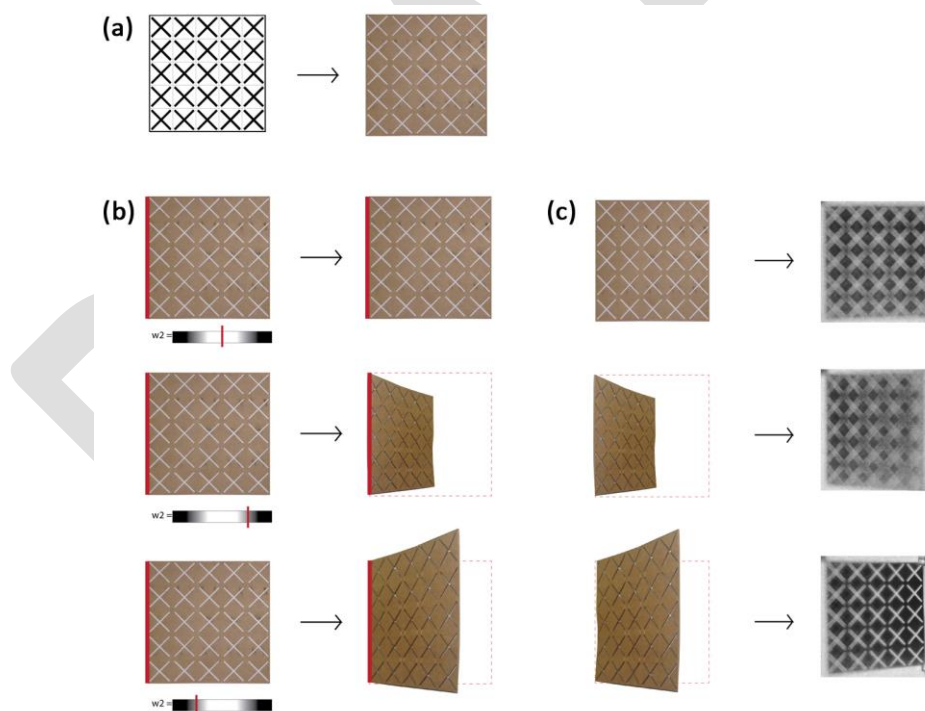 (a)
(b)
(c)
w2 =
w2 =
w2 =